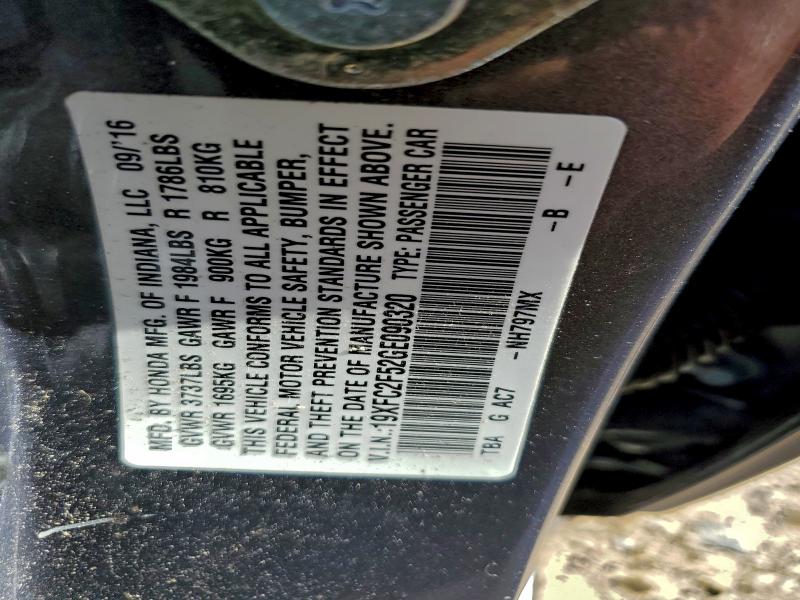 MFD. BY HONDA MFG. OF INDIANA, LLC 09/'16
GVWR 3737LBS GAWR F 1984LBS R 1786LBS
GVWR 1695KG GAWR F 900KG R 810KG
THIS VEHICLE CONFORMS TO ALL APPLICABLE
FEDERAL MOTOR VEHICLE SAFETY, BUMPER,
AND THEFT PREVENTION STANDARDS IN EFFECT
ON THE DATE OF MANUFACTURE SHOWN ABOVE.
V.I.N.:19XFC2F52GE090320 TYPE: PASSENGER CAR
TBA G AC7 -NH797MX -B -E